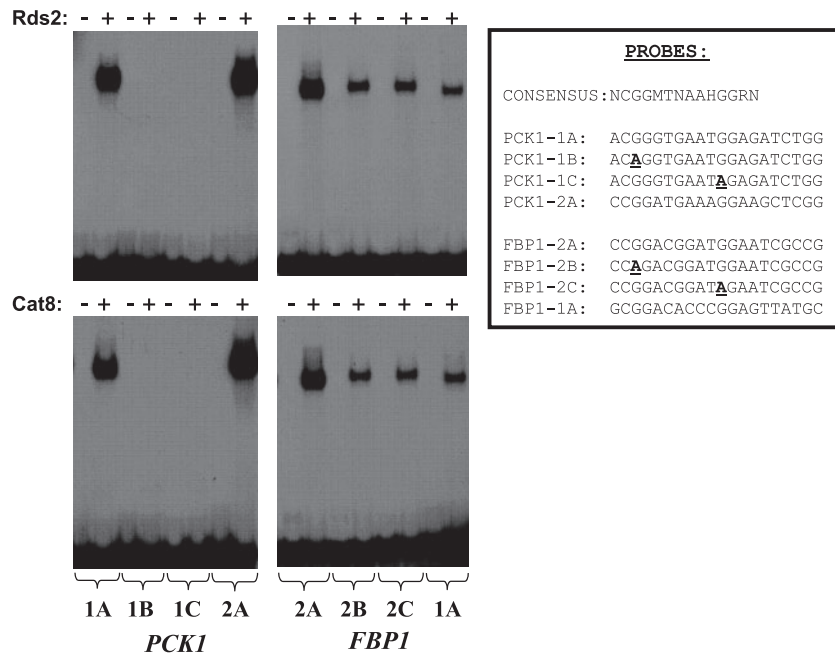 Rds2: - + - + - + - + - + - + - + - +
Cat8: - + - + - + - + - + - + - + - +
1A 1B 1C 2A 2A 2B 2C 1A
PCK1 FBP1
PROBES:
CONSENSUS:NCGGMTNAAHGGRN
PCK1-1A: ACGGGTGAATGGAGATCTGG
PCK1-1B: ACAGGTGAATGGAGATCTGG
PCK1-1C: ACGGGTGAATAGAGATCTGG
PCK1-2A: CCGGATGAAAGGAAGCTCGG
FBP1-2A: CCGGACGGATGGAATCGCCG
FBP1-2B: CCAGACGGATGGAATCGCCG
FBP1-2C: CCGGACGGATAGAATCGCCG
FBP1-1A: GCGGACACCCGGAGTTATGC